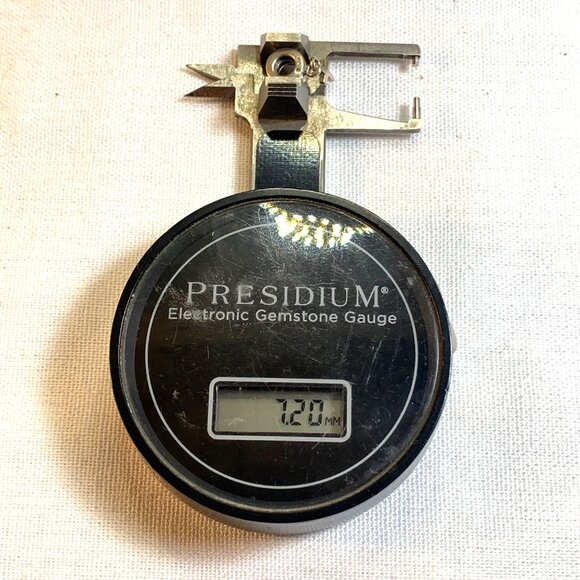 PRESIDIUM®
Electronic Gemstone Gauge
7.20 MM